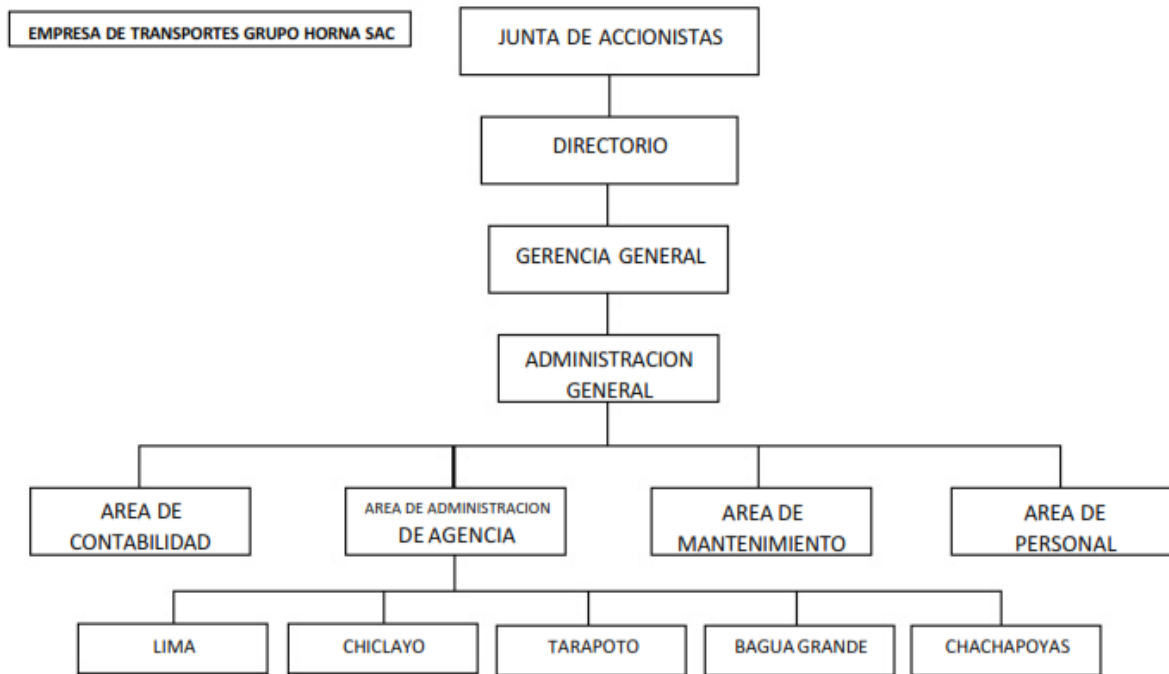 EMPRESA DE TRANSPORTES GRUPO HORNA SAC
JUNTA DE ACCIONISTAS
DIRECTORIO
GERENCIA GENERAL
ADMINISTRACION
GENERAL
AREA DE
CONTABILIDAD
AREA DE ADMINISTRACION
DE AGENCIA
AREA DE
MANTENIMIENTO
AREA DE
PERSONAL
LIMA
CHICLAYO
TARAPOTO
BAGUA GRANDE
CHACHAPOYAS